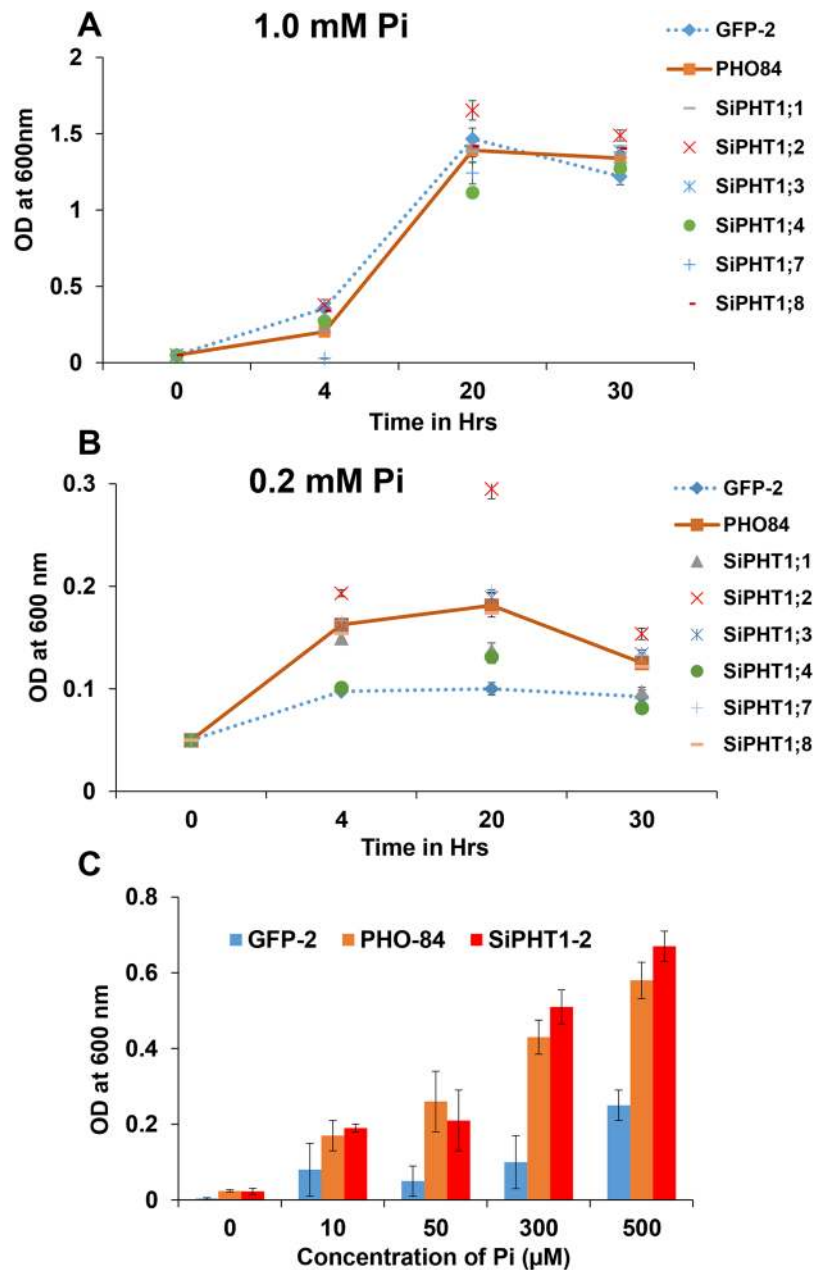 A
1.0 mM Pi
2
1.5
1
0.5
0
OD at 600nm
0 4 20 30
Time in Hrs
GFP-2
PHO84
SiPHT1;1
SiPHT1;2
SiPHT1;3
SiPHT1;4
SiPHT1;7
SiPHT1;8
B
0.2 mM Pi
0.3
0.2
0.1
0
OD at 600 nm
0 4 20 30
Time in Hrs
GFP-2
PHO84
SiPHT1;1
SiPHT1;2
SiPHT1;3
SiPHT1;4
SiPHT1;7
SiPHT1;8
C
0.8
0.6
0.4
0.2
0
OD at 600 nm
GFP-2 PHO-84 SiPHT1-2
0 10 50 300 500
Concentration of Pi (µM)